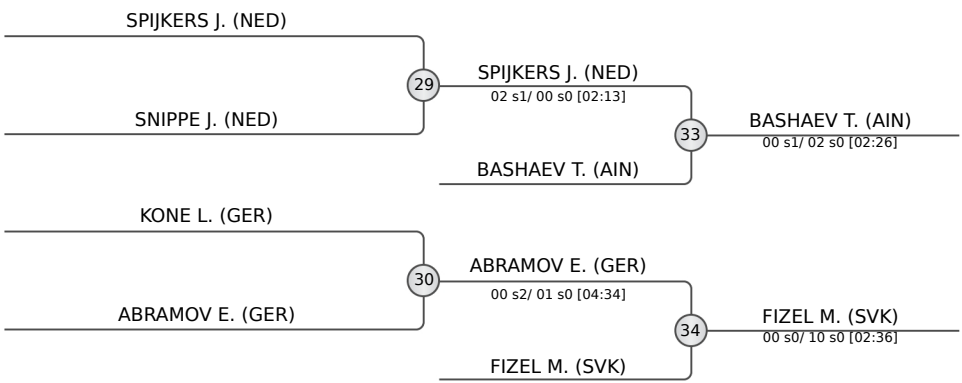 SPIJKERS J. (NED)
29
SNIPPE J. (NED)
SPIJKERS J. (NED)
02 s1/ 00 s0 [02:13]
33
BASHAEV T. (AIN)
BASHAEV T. (AIN)
00 s1/ 02 s0 [02:26]
KONE L. (GER)
30
ABRAMOV E. (GER)
ABRAMOV E. (GER)
00 s2/ 01 s0 [04:34]
34
FIZEL M. (SVK)
FIZEL M. (SVK)
00 s0/ 10 s0 [02:36]